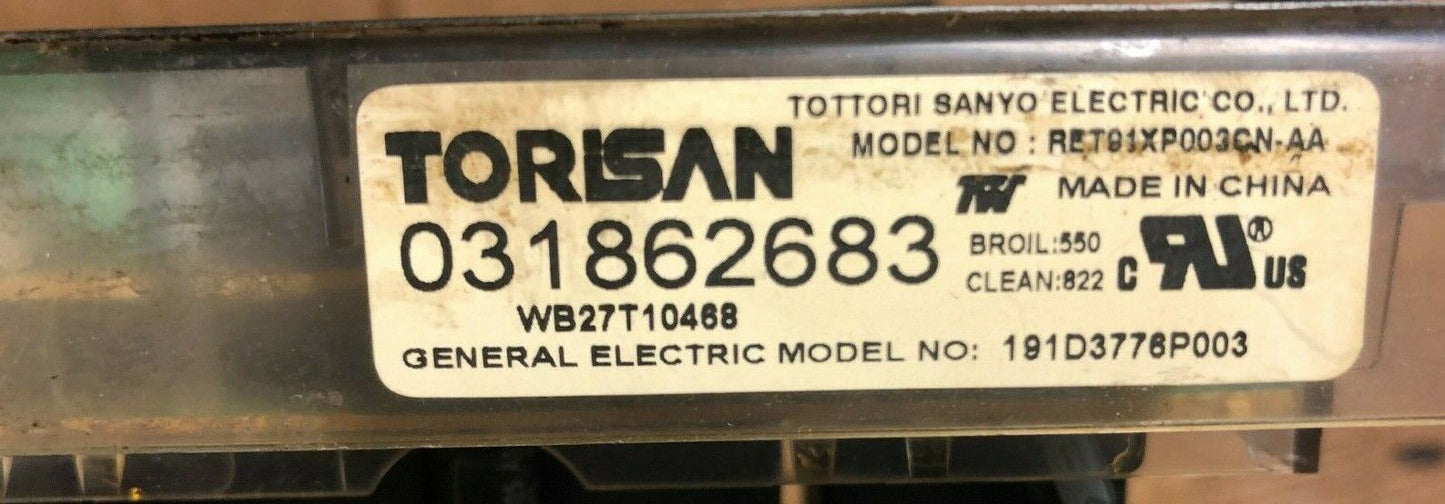 TOTTORI SANYO ELECTRIC CO., LTD.
TORISAN
MODEL NO : RET91XP003CN-AA
MADE IN CHINA
031862683
BROIL:550
CLEAN:822
C UL® US
WB27T10468
GENERAL ELECTRIC MODEL NO: 191D3776P003